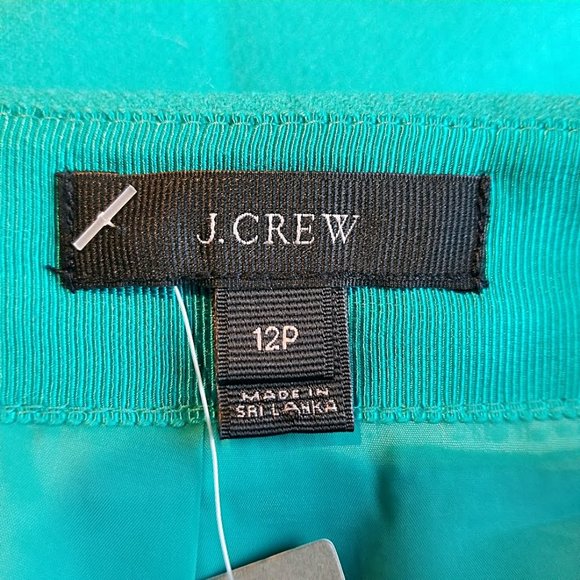 J.CREW
12P
MADE IN
SRI LANKA